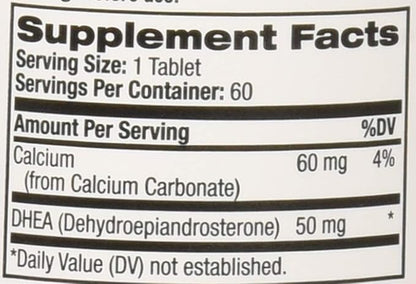 Supplement Facts
Serving Size: 1 Tablet
Servings Per Container: 60
Amount Per Serving %DV
Calcium 60 mg 4%
(from Calcium Carbonate)
DHEA (Dehydroepiandrosterone) 50 mg *
*Daily Value (DV) not established.